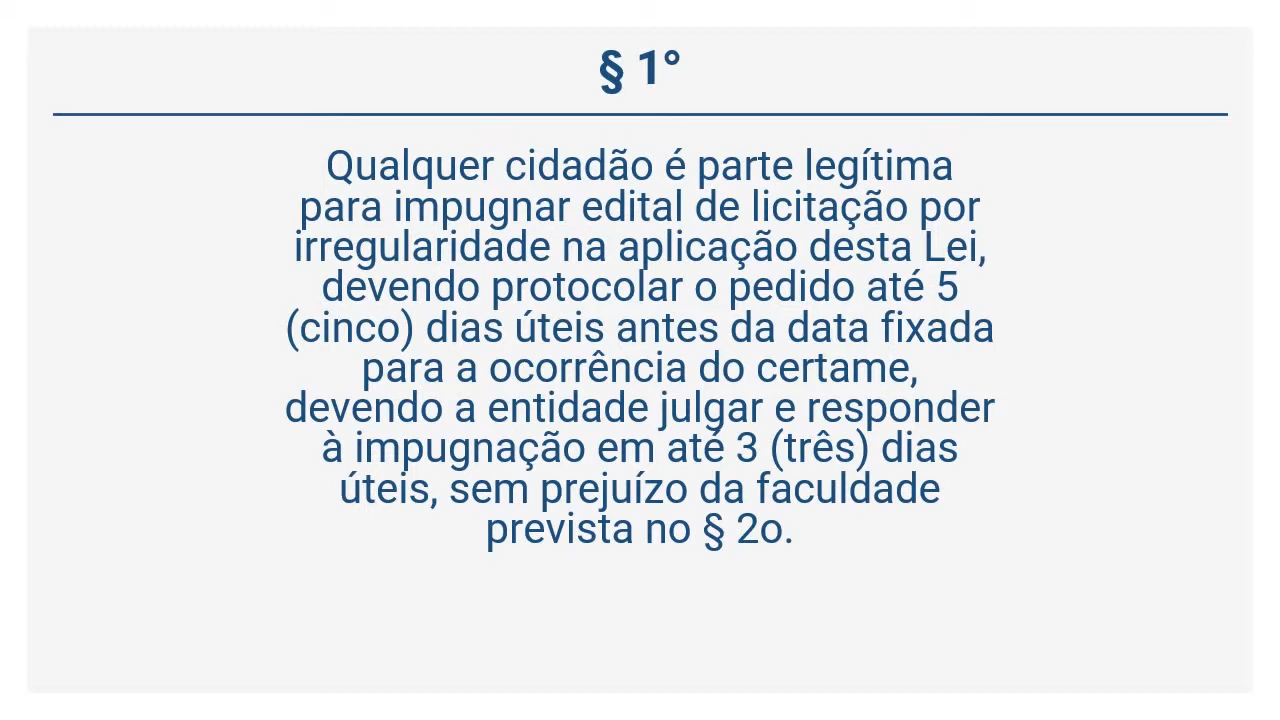 § 1°
Qualquer cidadão é parte legítima
para impugnar edital de licitação por
irregularidade na aplicação desta Lei,
devendo protocolar o pedido até 5
(cinco) dias úteis antes da data fixada
para a ocorrência do certame,
devendo a entidade julgar e responder
à impugnação em até 3 (três) dias
úteis, sem prejuízo da faculdade
prevista no § 2o.